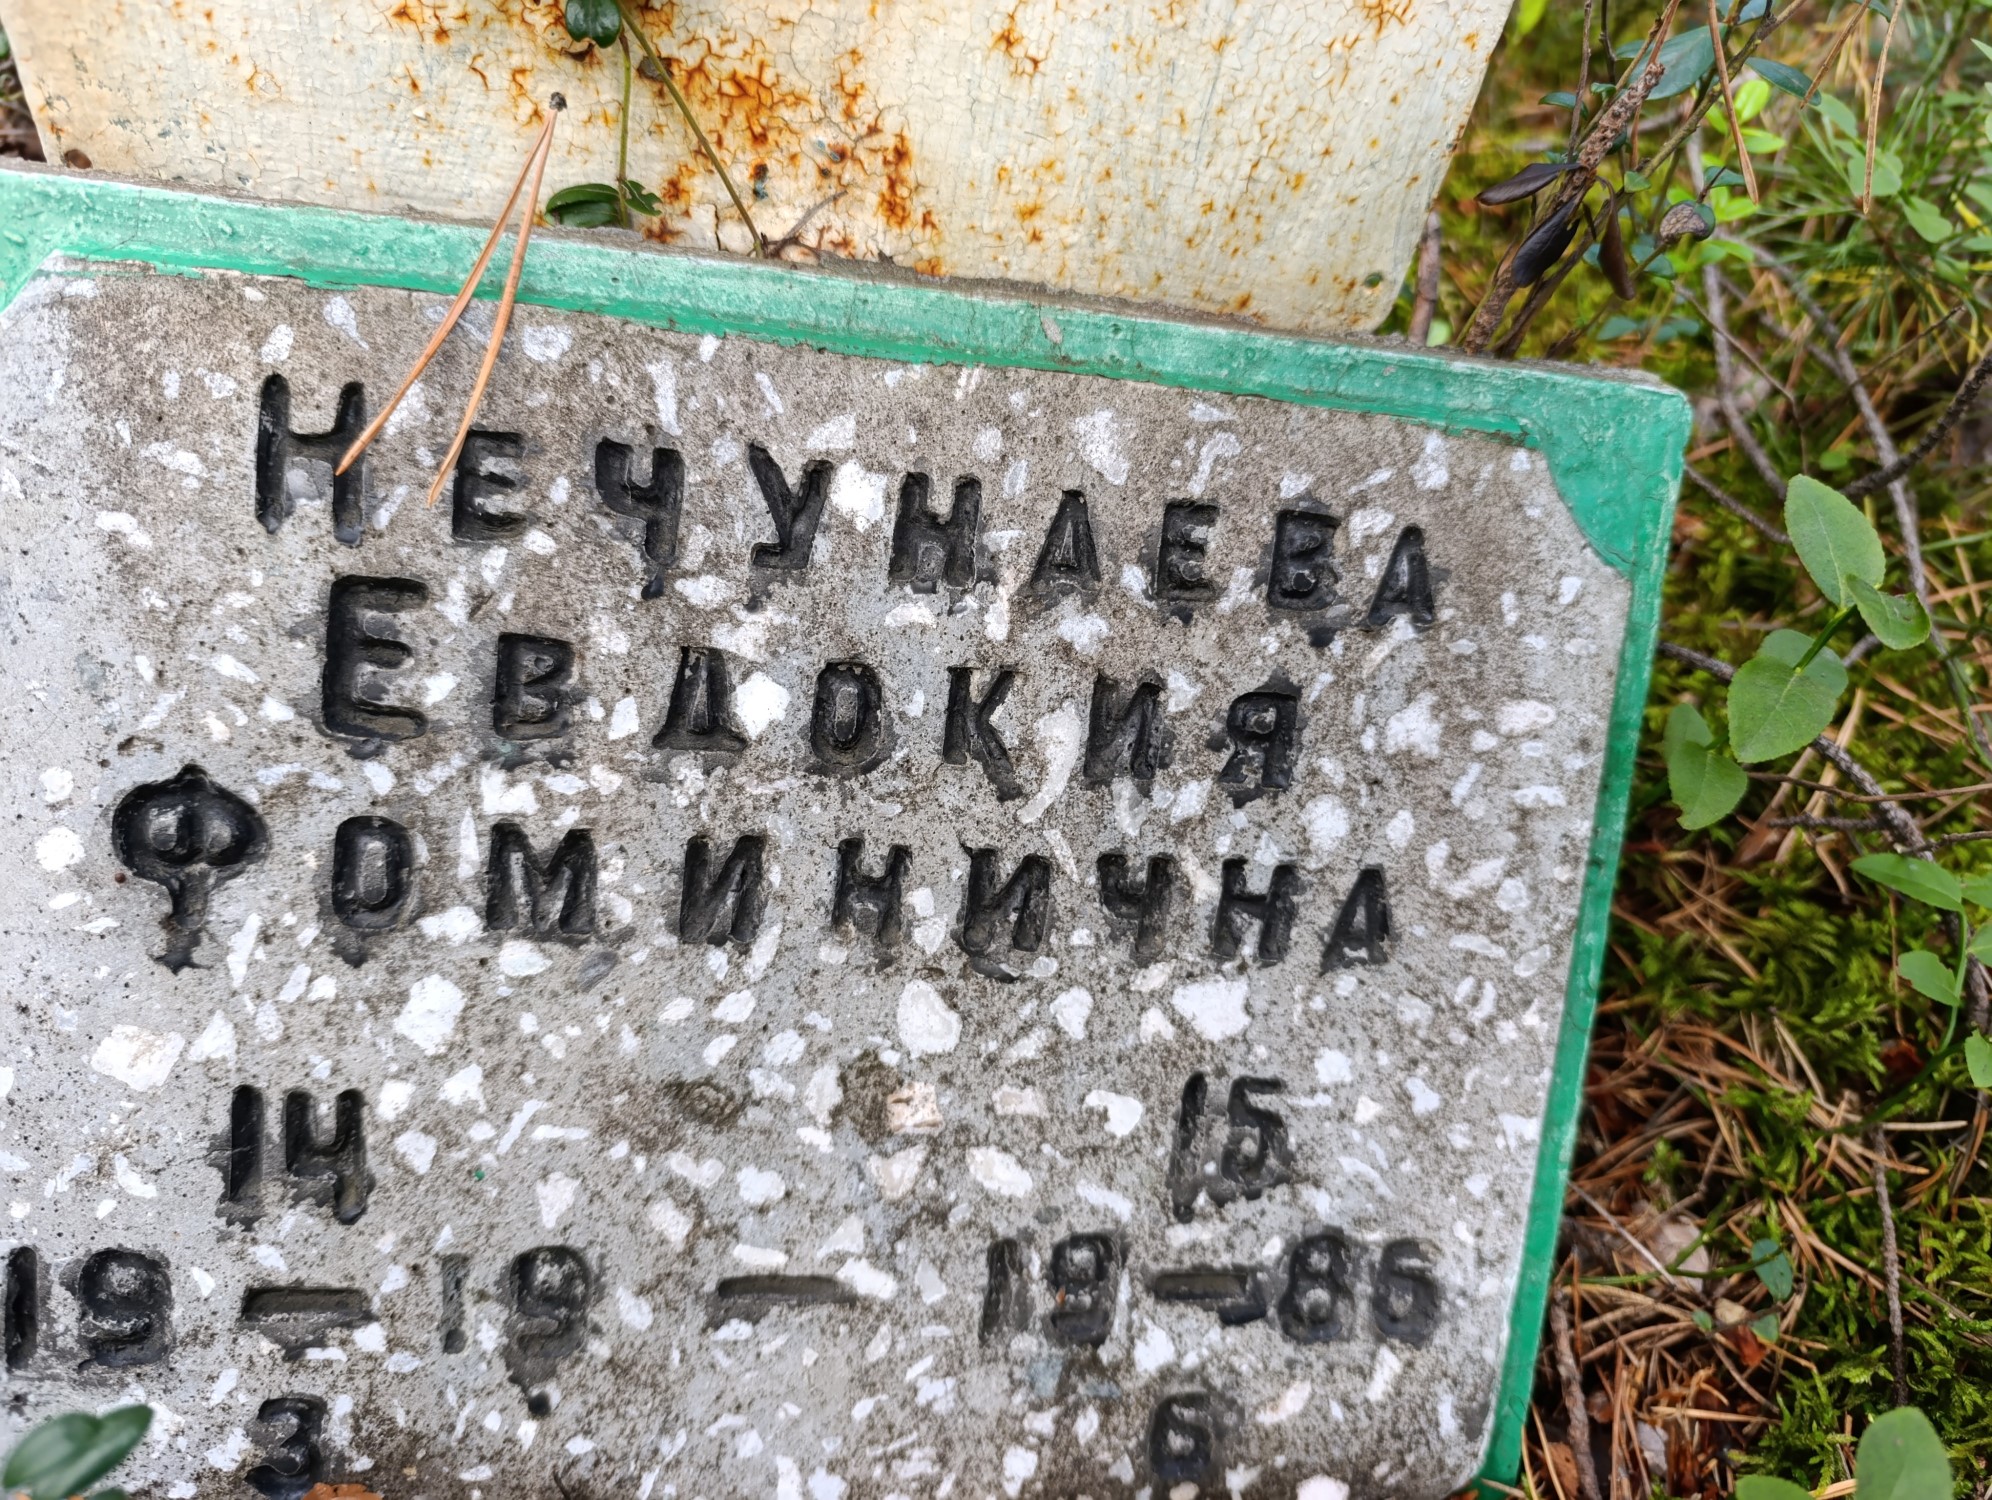 Нечунаева
Евдокия
Фоминична
14 15
19—19 — 19—86
3 6